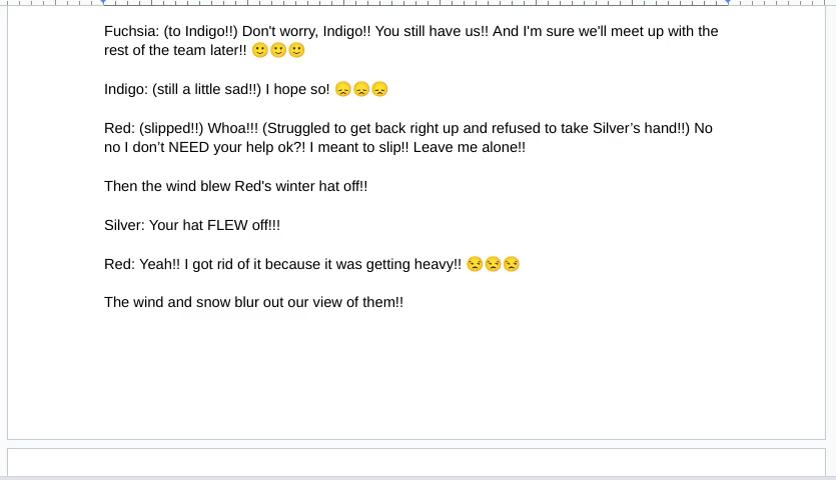 Fuchsia: (to Indigo!!) Don't worry, Indigo!! You still have us!! And I'm sure we'll meet up with the
rest of the team later!! 🙂🙂🙂
Indigo: (still a little sad!!) I hope so! 😞😞😞
Red: (slipped!!) Whoa!!! (Struggled to get back right up and refused to take Silver’s hand!!) No
no I don’t NEED your help ok?! I meant to slip!! Leave me alone!!
Then the wind blew Red's winter hat off!!
Silver: Your hat FLEW off!!!
Red: Yeah!! I got rid of it because it was getting heavy!! 😒😒😒
The wind and snow blur out our view of them!!